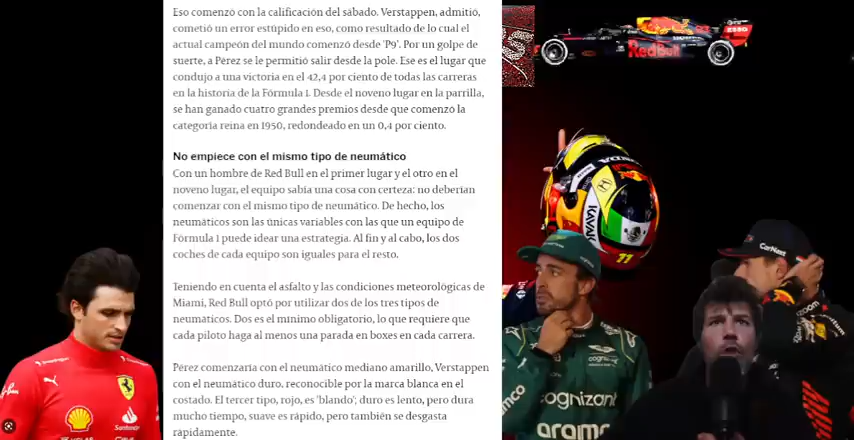 Eso comenzó con la calificación del sábado. Verstappen, admitió,
cometió un error estúpido en eso, como resultado de lo cual el
actual campeón del mundo comenzó desde 'P9'. Por un golpe de
suerte, a Pérez se le permitió salir desde la pole. Ese es el lugar que
condujo a una victoria en el 42,4 por ciento de todas las carreras
en la historia de la Fórmula 1. Desde el noveno lugar en la parrilla,
se han ganado cuatro grandes premios desde que comenzó la
categoría reina en 1950, redondeado en un 0,4 por ciento.
No empiece con el mismo tipo de neumático
Con un hombre de Red Bull en el primer lugar y el otro en el
noveno lugar, el equipo sabía una cosa con certeza: no deberían
comenzar con el mismo tipo de neumático. De hecho, los
neumáticos son las únicas variables con las que un equipo de
Fórmula 1 puede idear una estrategia. Al fin y al cabo, los dos
coches de cada equipo son iguales para el resto.
Teniendo en cuenta el asfalto y las condiciones meteorológicas de
Miami, Red Bull optó por utilizar dos de los tres tipos de
neumáticos. Dos es el mínimo obligatorio, lo que requiere que
cada piloto haga al menos una parada en boxes en cada carrera.
Pérez comenzaría con el neumático mediano amarillo, Verstappen
con el neumático duro, reconocible por la marca blanca en el
costado. El tercer tipo, rojo, es 'blando'; duro es lento, pero dura
mucho tiempo, suave es rápido, pero también se desgasta
rápidamente.
Red Bull
HONDA
KAVAK
11
CarNext
cognizant
cognizant
aramco
Santander